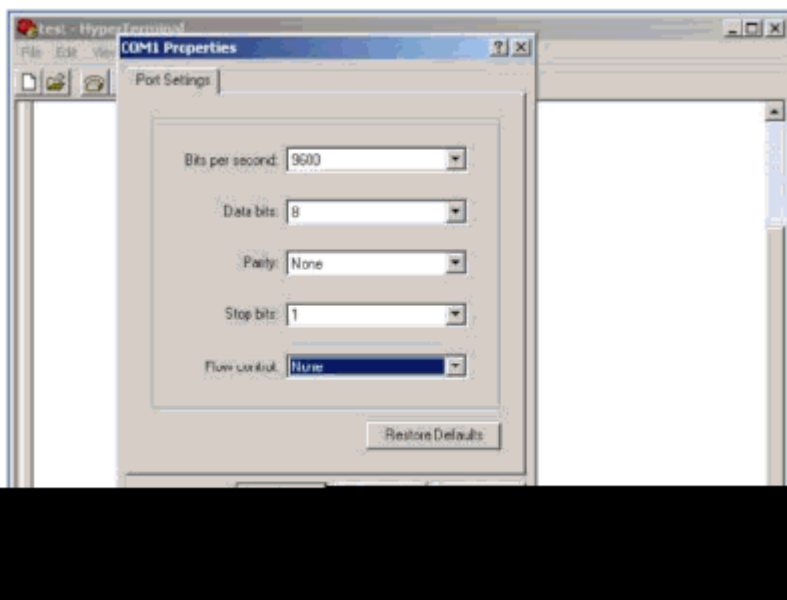 test - HyperTerminal
File Edit View
COM1 Properties
Port Settings
Bits per second: 9600
Data bits: 8
Parity: None
Stop bits: 1
Flow control: None
Restore Defaults